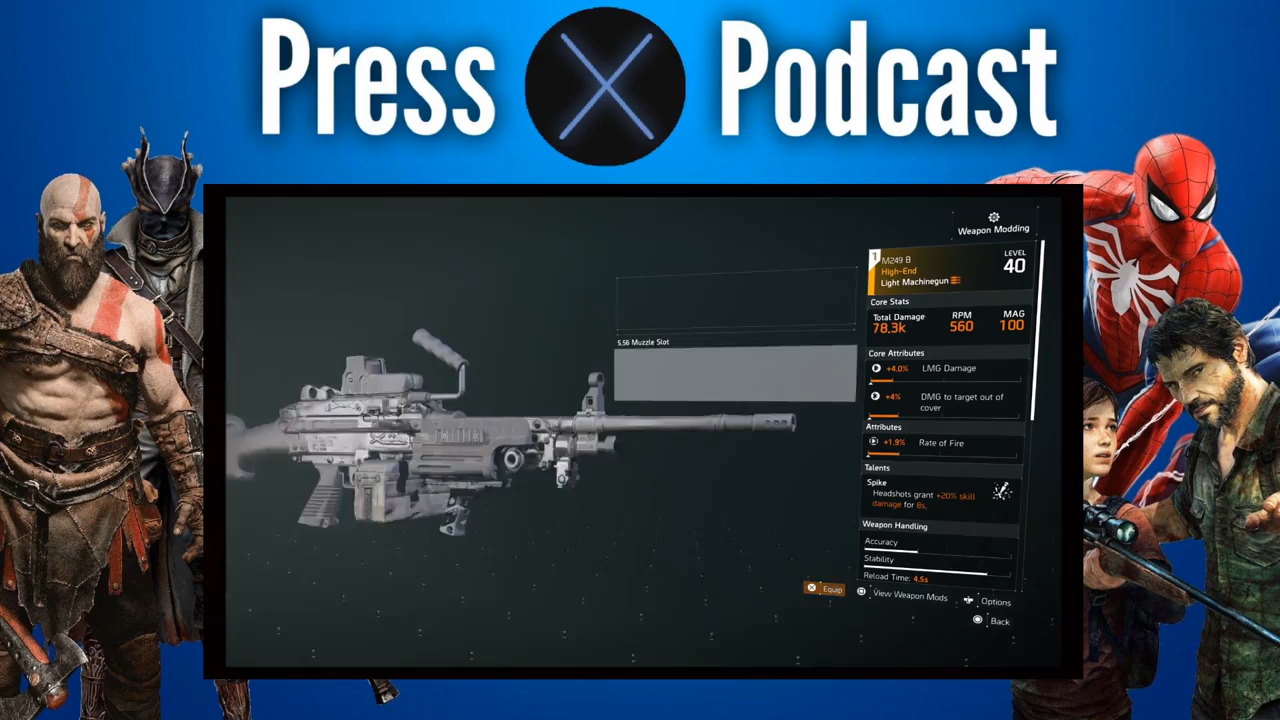 Press X Podcast
Weapon Modding
1
M249 B
High-End
Light Machinegun
LEVEL
40
Core Stats
Total Damage
78.3k
RPM
560
MAG
100
5.56 Muzzle Slot
Core Attributes
+4.0% LMG Damage
+4% DMG to target out of
cover
Attributes
+1.9% Rate of Fire
Talents
Spike
Headshots grant +20% skill
damage for 8s.
Weapon Handling
Accuracy
Stability
Reload Time: 4.5s
Equip
View Weapon Mods
Options
Back